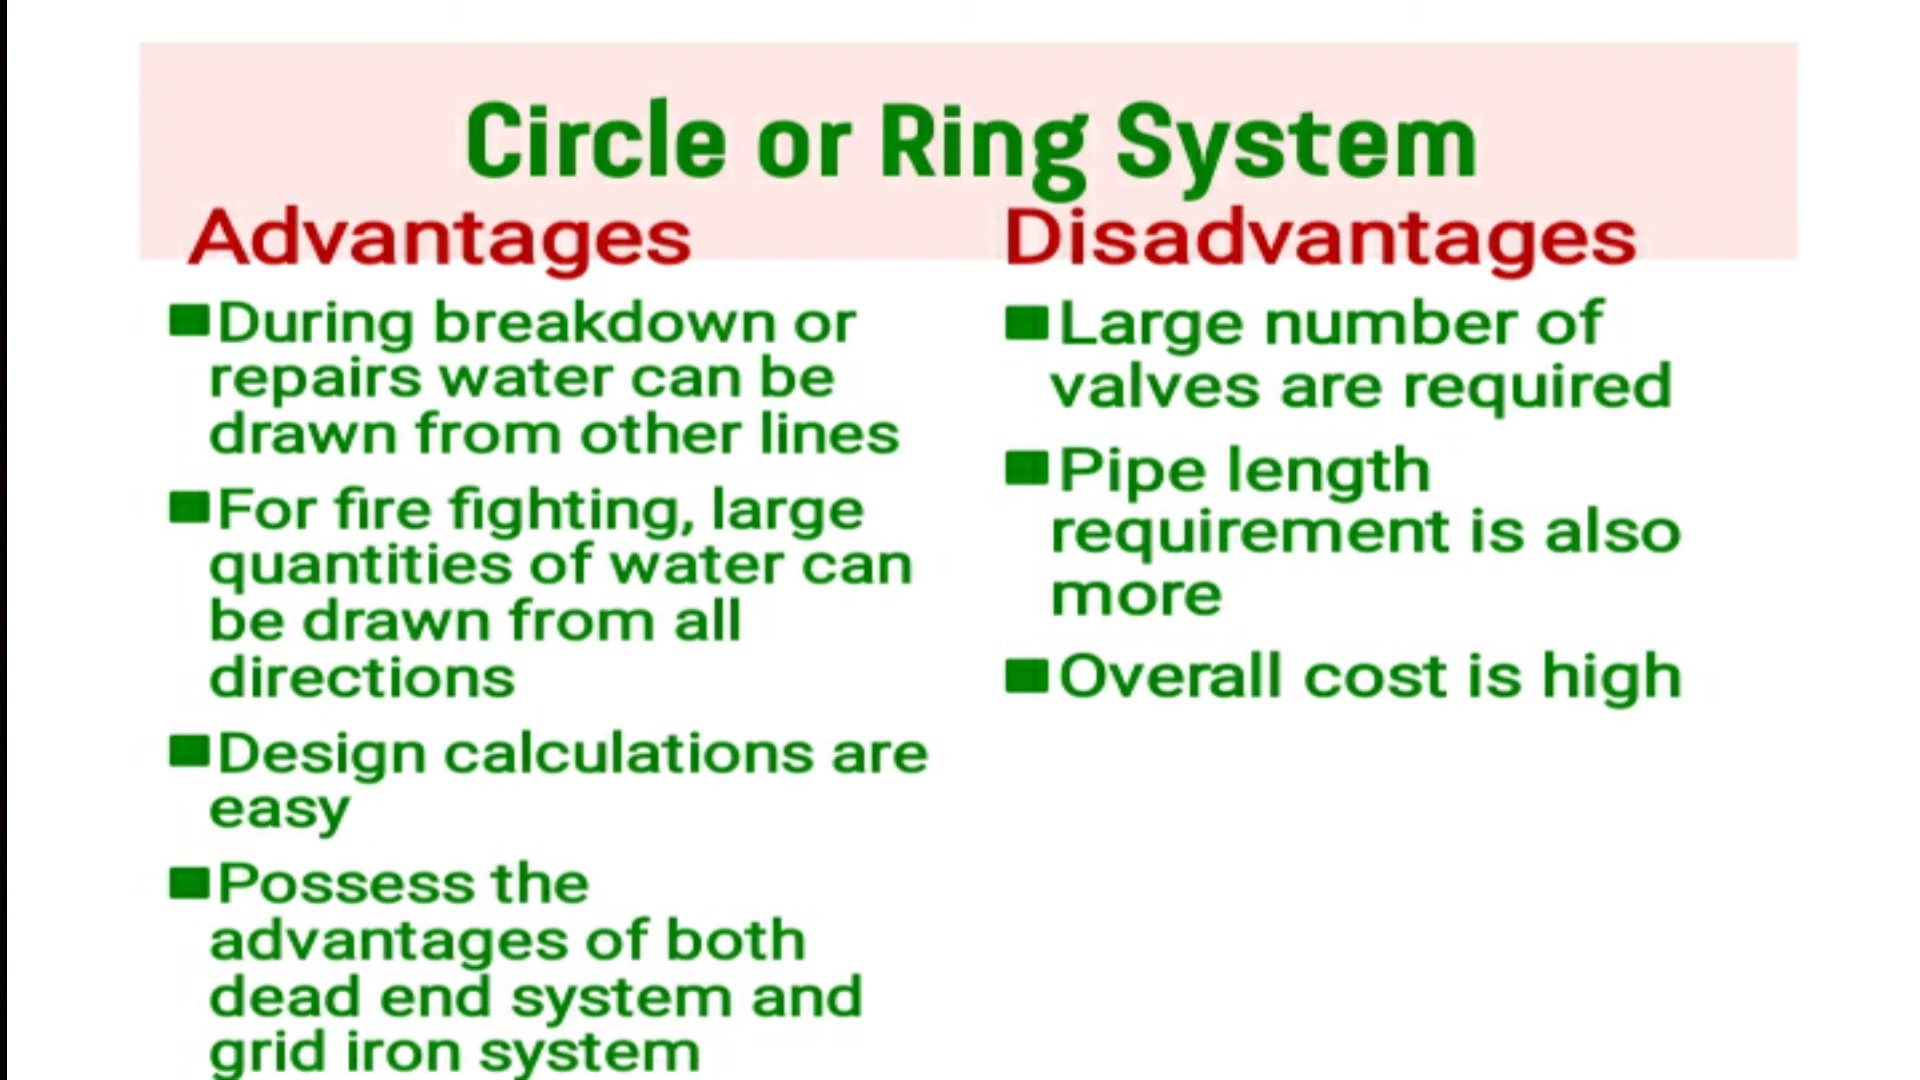 Circle or Ring System
Advantages
During breakdown or
repairs water can be
drawn from other lines
For fire fighting, large
quantities of water can
be drawn from all
directions
Design calculations are
easy
Possess the
advantages of both
dead end system and
grid iron system
Disadvantages
Large number of
valves are required
Pipe length
requirement is also
more
Overall cost is high